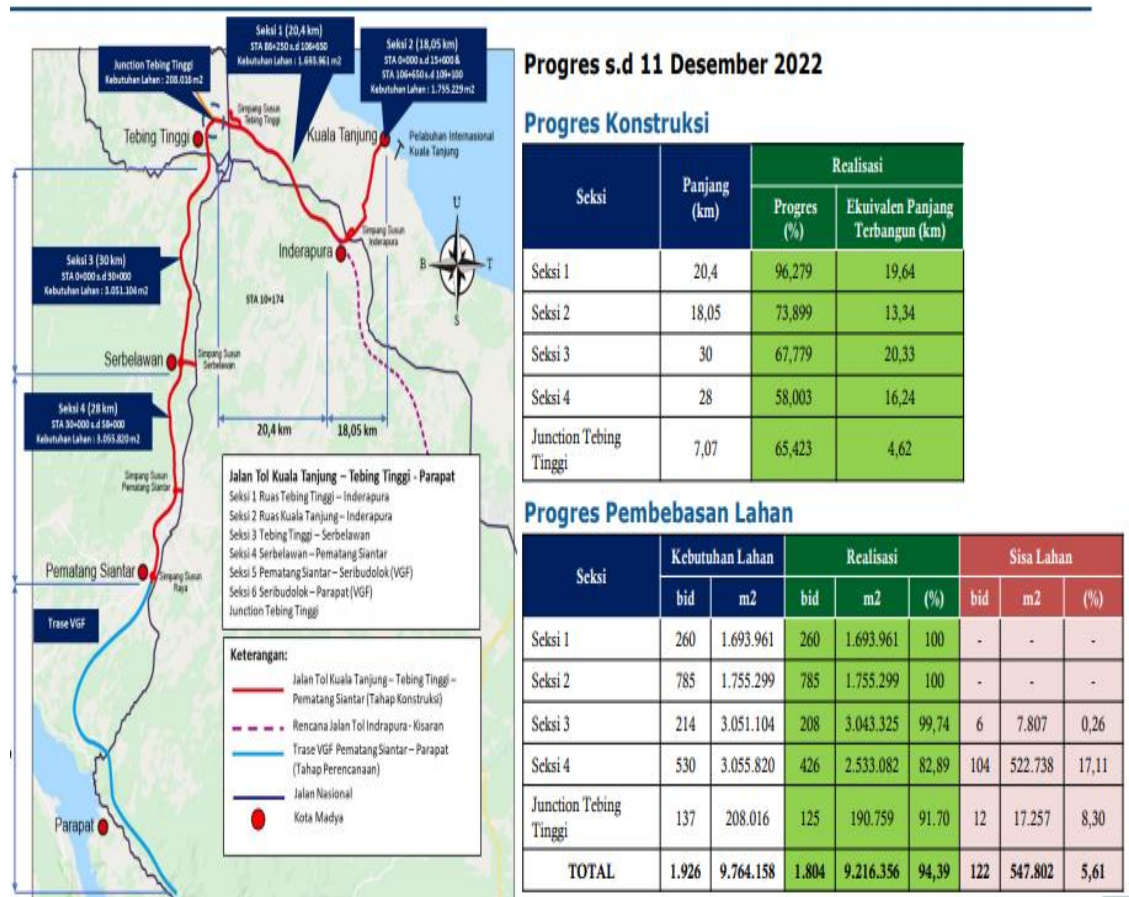 Seksi 1 (20,4 km)
STA 86+250 s.d 106+650
Kebutuhan Lahan : 1.693.961 m2
Seksi 2 (18,05 km)
STA 0+000 s.d 15+600 &
STA 106+650 s.d 109+100
Kebutuhan Lahan : 1.755.229 m2
Junction Tebing Tinggi
Kebutuhan Lahan : 208.016 m2
Simpang Susun
Tebing Tinggi
Tebing Tinggi
Kuala Tanjung
Pelabuhan Internasional
Kuala Tanjung
U
B
T
S
Simpang Susun
Inderapura
Inderapura
Seksi 3 (30 km)
STA 0+000 s.d 30+000
Kebutuhan Lahan : 3.051.104 m2
STA 10+174
Serbelawan
Simpang Susun
Serbelawan
Seksi 4 (28 km)
STA 30+000 s.d 58+000
Kebutuhan Lahan : 3.055.820 m2
20,4 km
18,05 km
Simpang Susun
Pematang Siantar
Pematang Siantar
Simpang Susun
Raya
Trase VGF
Parapat
Jalan Tol Kuala Tanjung – Tebing Tinggi - Parapat
Seksi 1 Ruas Tebing Tinggi – Inderapura
Seksi 2 Ruas Kuala Tanjung – Inderapura
Seksi 3 Tebing Tinggi – Serbelawan
Seksi 4 Serbelawan – Pematang Siantar
Seksi 5 Pematang Siantar – Seribudolok (VGF)
Seksi 6 Seribudolok – Parapat (VGF)
Junction Tebing Tinggi
Keterangan:
Jalan Tol Kuala Tanjung – Tebing Tinggi –
Pematang Siantar (Tahap Konstruksi)
Rencana Jalan Tol Indrapura - Kisaran
Trase VGF Pematang Siantar – Parapat
(Tahap Perencanaan)
Jalan Nasional
Kota Madya
Progres s.d 11 Desember 2022
Progres Konstruksi
Seksi Panjang (km) Realisasi
Progres (%) Ekuivalen Panjang Terbangun (km)
Seksi 1 20,4 96,279 19,64
Seksi 2 18,05 73,899 13,34
Seksi 3 30 67,779 20,33
Seksi 4 28 58,003 16,24
Junction Tebing Tinggi 7,07 65,423 4,62
Progres Pembebasan Lahan
Seksi Kebutuhan Lahan Realisasi Sisa Lahan
bid m2 bid m2 (%) bid m2 (%)
Seksi 1 260 1.693.961 260 1.693.961 100 - - -
Seksi 2 785 1.755.299 785 1.755.299 100 - - -
Seksi 3 214 3.051.104 208 3.043.325 99,74 6 7.807 0,26
Seksi 4 530 3.055.820 426 2.533.082 82,89 104 522.738 17,11
Junction Tebing Tinggi 137 208.016 125 190.759 91.70 12 17.257 8,30
TOTAL 1.926 9.764.158 1.804 9.216.356 94,39 122 547.802 5,61